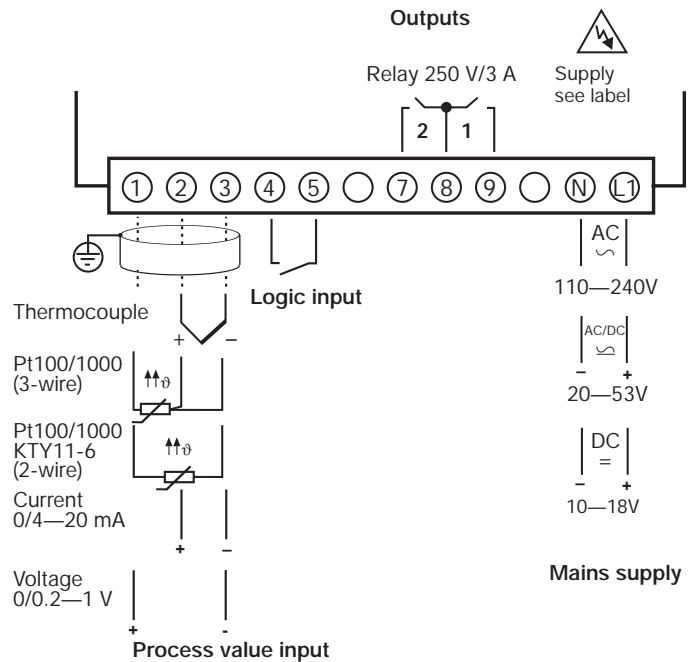 Outputs
Relay 250 V/3 A
Supply
see label
2 1
1 2 3 4 5 7 8 9 N L1
AC
110—240V
Logic input
Thermocouple
+ –
AC/DC
– +
20—53V
Pt100/1000
(3-wire)
ϑ
Pt100/1000
KTY11-6
(2-wire)
ϑ
DC
=
– +
10—18V
Current
0/4—20 mA
+ –
Mains supply
Voltage
0/0.2—1 V
+ -
Process value input